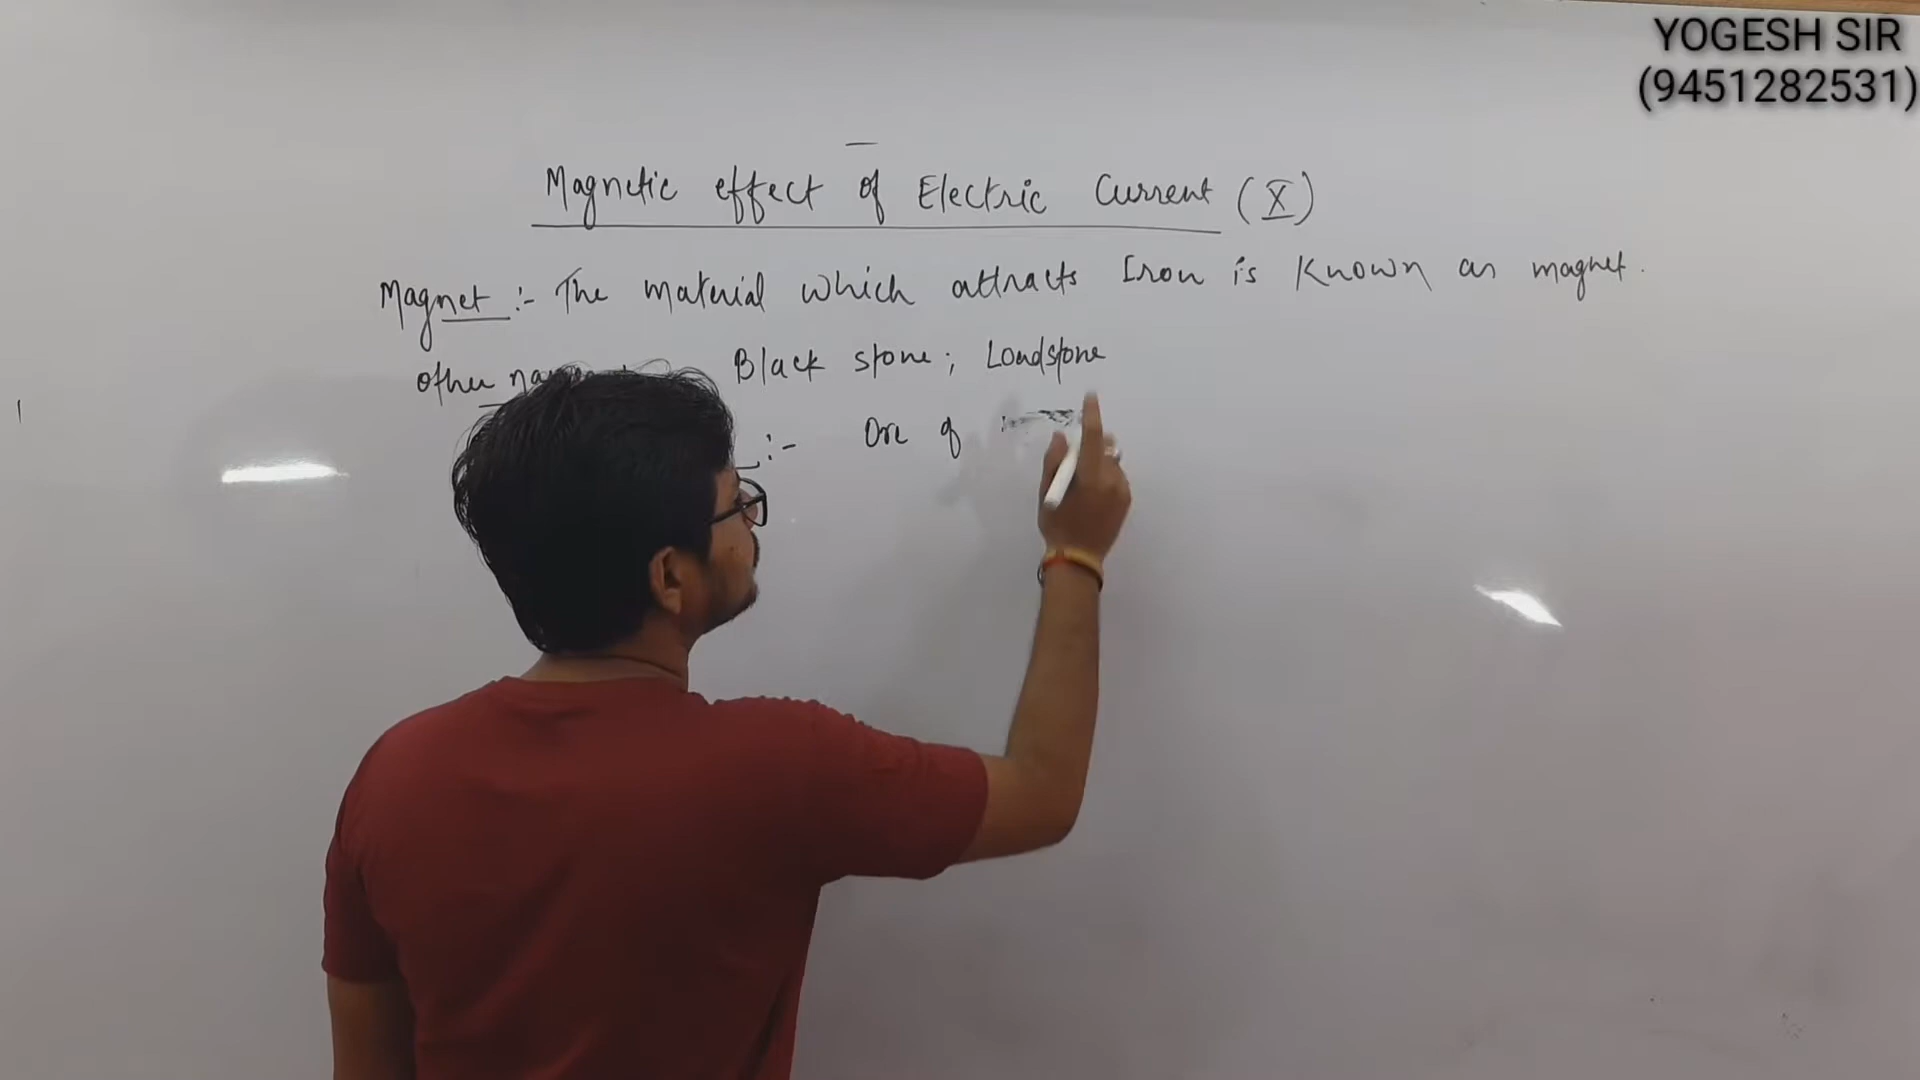 YOGESH SIR
(9451282531)
Magnetic effect of Electric Current (X)
Magnet :- The material which attracts Iron is Known as magnet.
other Black stone; Loadstone
:- Ore of